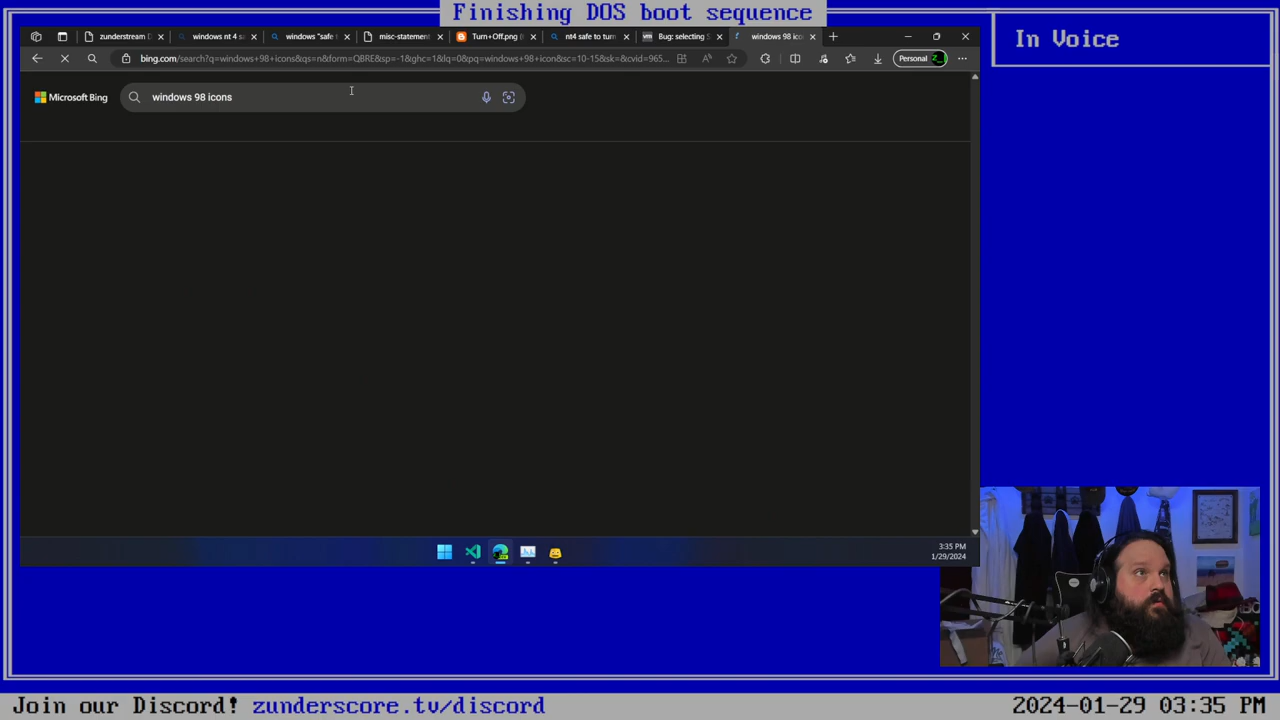 Finishing DOS boot sequence
In Voice
zunderstream D
windows nt 4 sa
windows "safe t
misc-statement
Turn+Off.png (
nt4 safe to turn
Bug: selecting S
windows 98 ico
bing.com/search?q=windows+98+icons&qs=n&form=QBRE&sp=-1&ghc=1&lq=0&pq=windows+98+icon&sc=10-15&sk=&cvid=965...
Personal
Microsoft Bing
windows 98 icons
3:35 PM
1/29/2024
Join our Discord! zunderscore.tv/discord
2024-01-29 03:35 PM